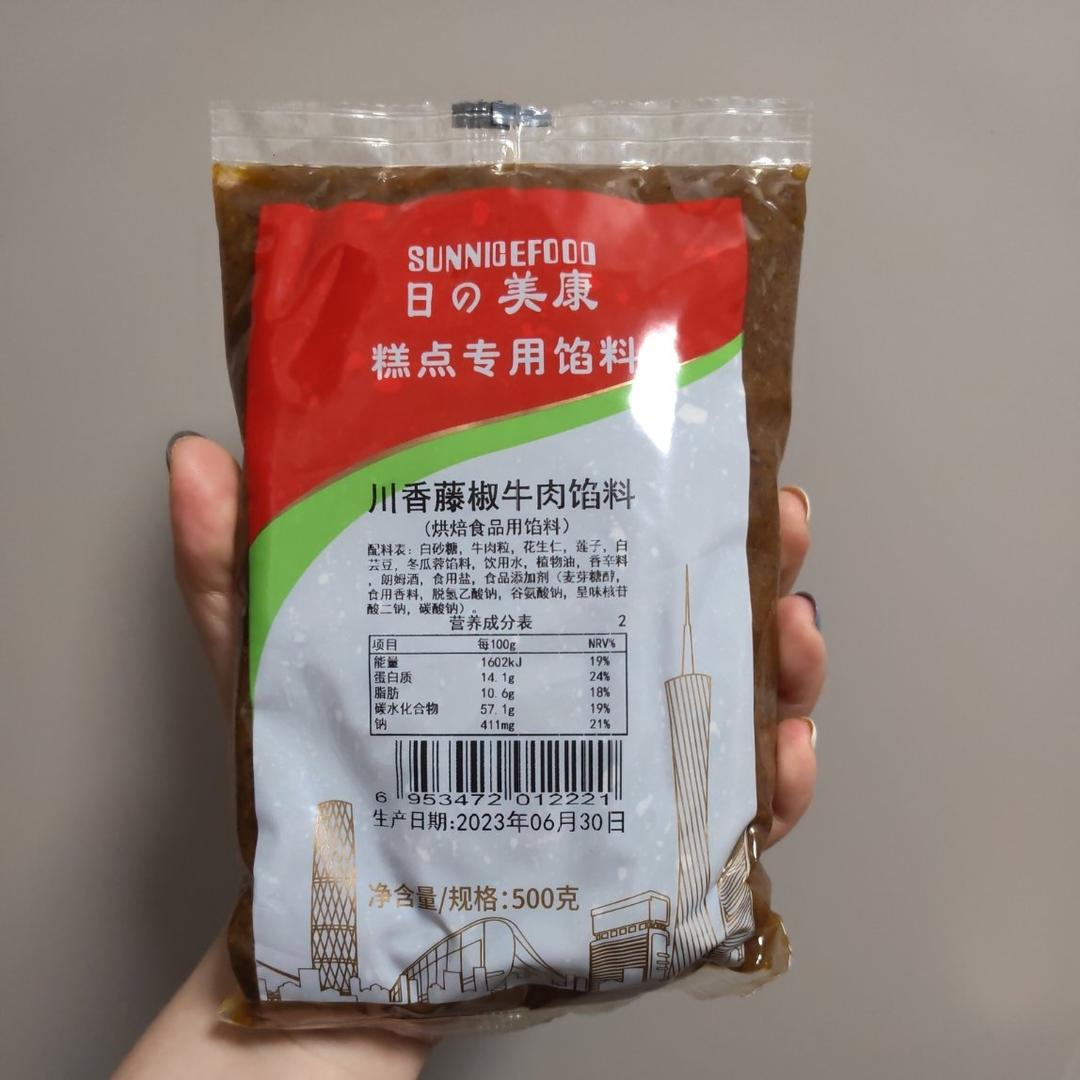 SUNNICEFOOD
日の美康
糕点专用馅料
川香藤椒牛肉馅料
（烘焙食品用馅料）
配料表：白砂糖，牛肉粒，花生仁，莲子，白
芸豆，冬瓜蓉馅料，饮用水，植物油，香辛料
，朗姆酒，食用盐，食品添加剂（麦芽糖醇，
食用香料，脱氢乙酸钠，谷氨酸钠，呈味核苷
酸二钠，碳酸钠）。
营养成分表 2
项目 每100g NRV%
能量 1602kJ 19%
蛋白质 14.1g 24%
脂肪 10.6g 18%
碳水化合物 57.1g 19%
钠 411mg 21%
6 953472 012221
生产日期:2023年06月30日
净含量/规格:500克